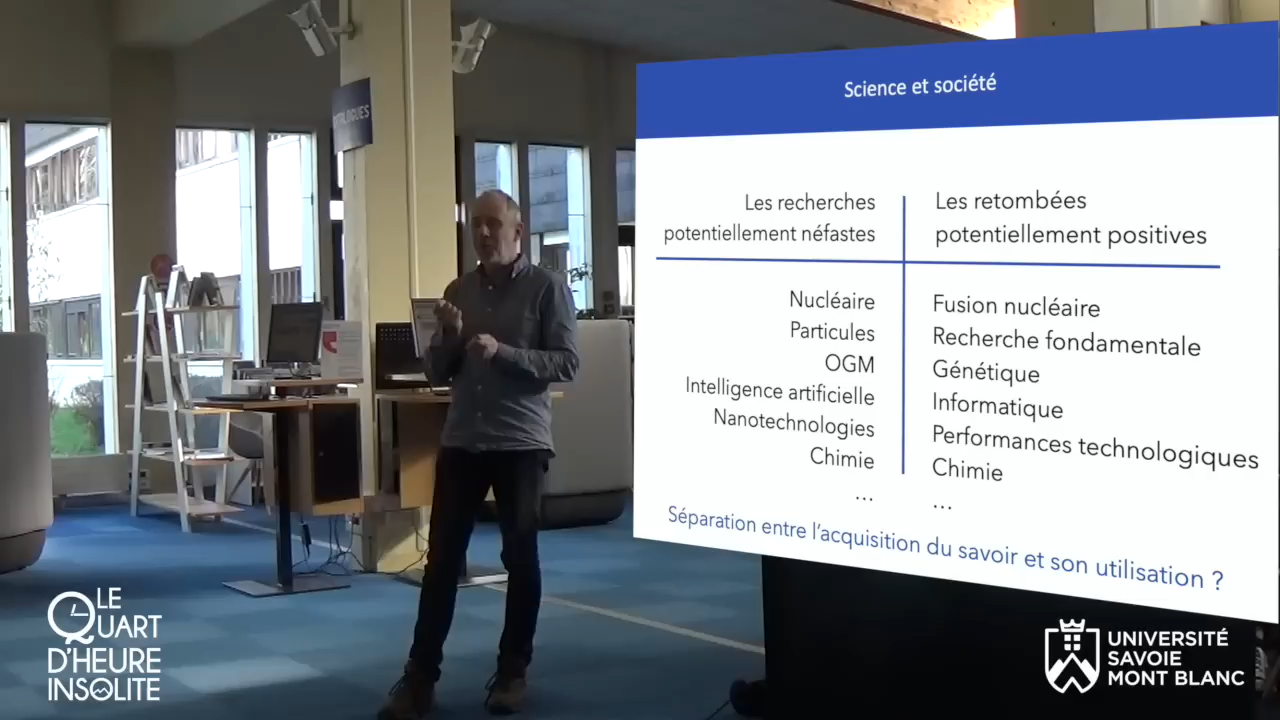 Science et société
Les recherches
potentiellement néfastes
Les retombées
potentiellement positives
Nucléaire
Particules
OGM
Intelligence artificielle
Nanotechnologies
Chimie
...
Fusion nucléaire
Recherche fondamentale
Génétique
Informatique
Performances technologiques
Chimie
...
Séparation entre l'acquisition du savoir et son utilisation ?
LE
QUART
D'HEURE
INSOLITE
UNIVERSITÉ
SAVOIE
MONT BLANC